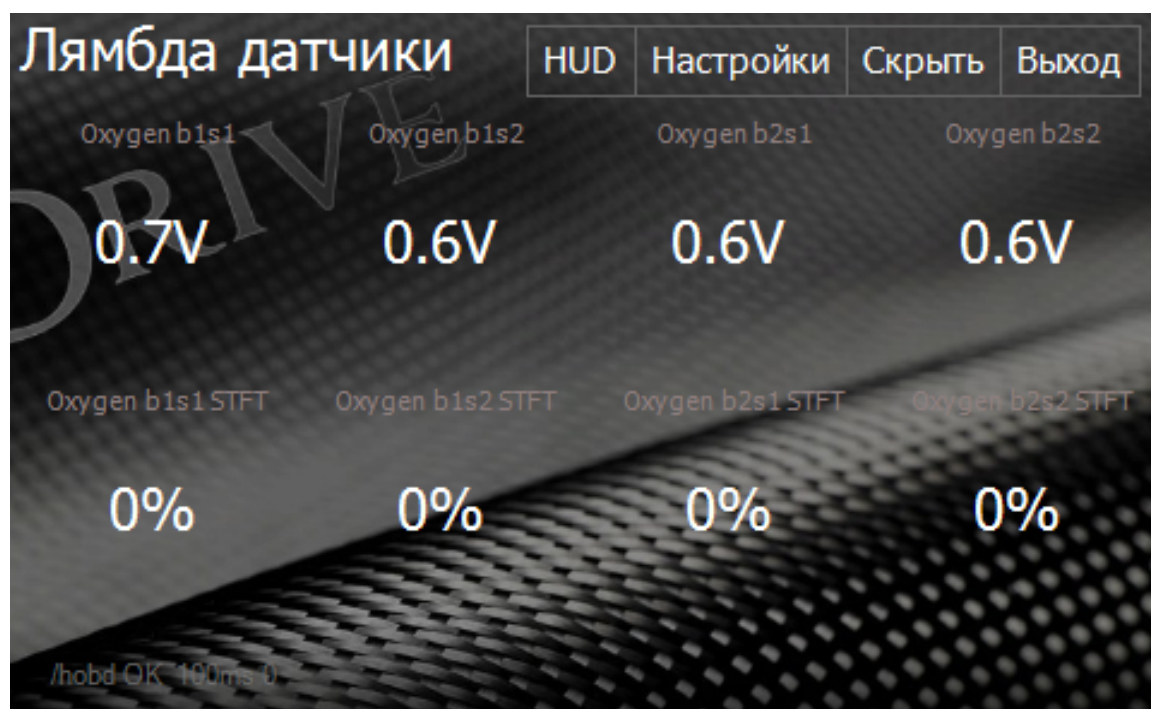 Лямбда датчики
HUD Настройки Скрыть Выход
Oxygen b1s1 Oxygen b1s2 Oxygen b2s1 Oxygen b2s2
DRIVE
0.7V 0.6V 0.6V 0.6V
Oxygen b1s1 STFT Oxygen b1s2 STFT Oxygen b2s1 STFT Oxygen b2s2 STFT
0% 0% 0% 0%
/hobd OK 100ms 0